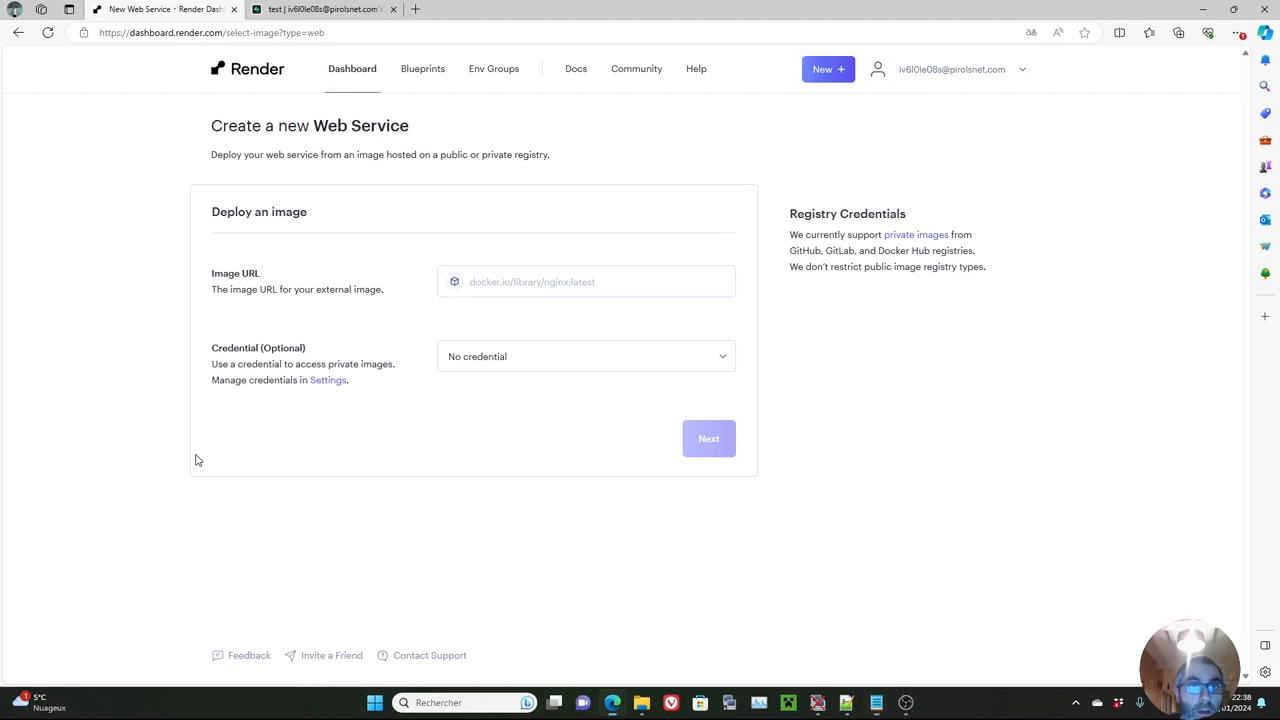 New Web Service · Render Dash
test | iv6l0le08s@pirolsnet.com's
https://dashboard.render.com/select-image?type=web
Render
Dashboard
Blueprints
Env Groups
Docs
Community
Help
New +
iv6l0le08s@pirolsnet.com
Create a new Web Service
Deploy your web service from an image hosted on a public or private registry.
Deploy an image
Image URL
The image URL for your external image.
docker.io/library/nginx:latest
Credential (Optional)
Use a credential to access private images.
Manage credentials in Settings.
No credential
Next
Registry Credentials
We currently support private images from
GitHub, GitLab, and Docker Hub registries.
We don't restrict public image registry types.
Feedback
Invite a Friend
Contact Support
1
5°C
Nuageux
Rechercher
22:38
01/2024